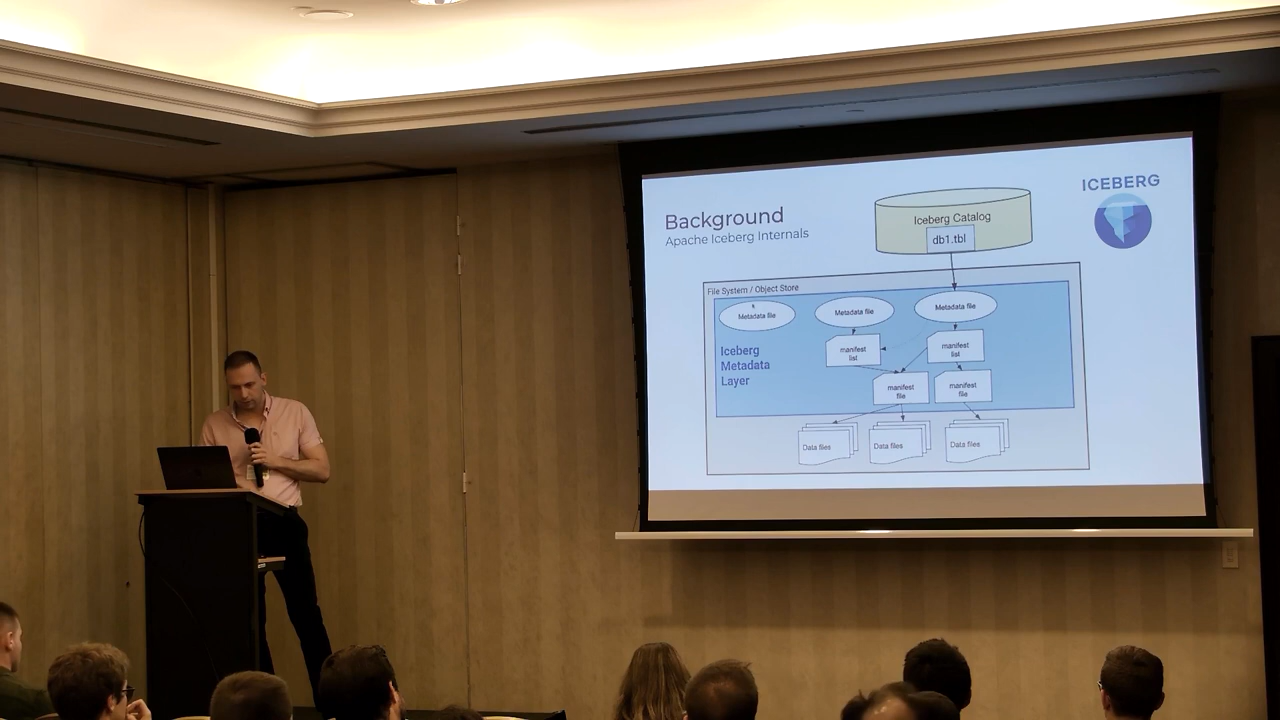 ICEBERG
Background
Apache Iceberg Internals
Iceberg Catalog
db1.tbl
File System / Object Store
Metadata file
Metadata file
Metadata file
Iceberg
Metadata
Layer
manifest
list
manifest
list
manifest
file
manifest
file
Data files
Data files
Data files